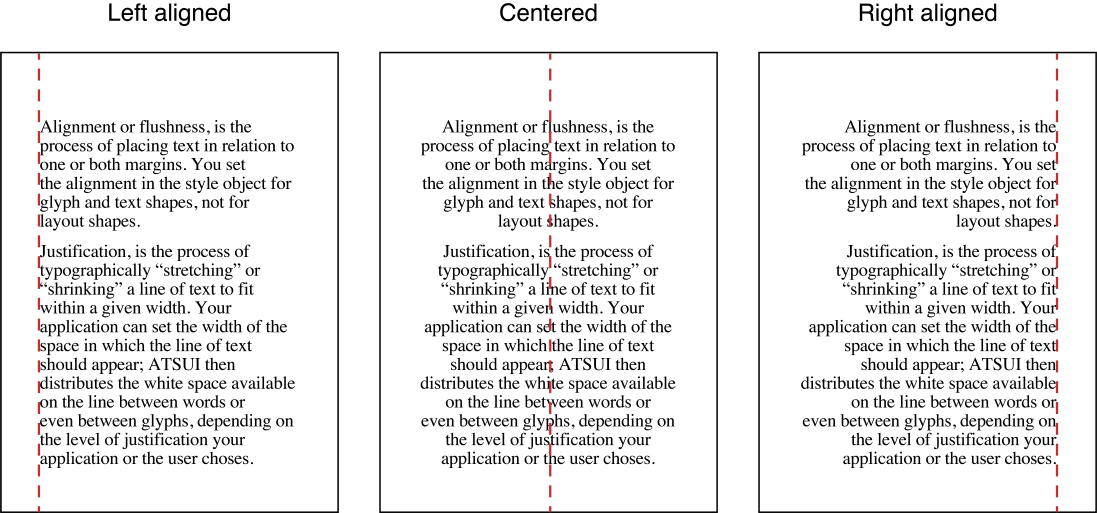 Left aligned
Alignment or flushness, is the
process of placing text in relation to
one or both margins. You set
the alignment in the style object for
glyph and text shapes, not for
layout shapes.
Justification, is the process of
typographically “stretching” or
“shrinking” a line of text to fit
within a given width. Your
application can set the width of the
space in which the line of text
should appear; ATSUI then
distributes the white space available
on the line between words or
even between glyphs, depending on
the level of justification your
application or the user choses.
Centered
Alignment or flushness, is the
process of placing text in relation to
one or both margins. You set
the alignment in the style object for
glyph and text shapes, not for
layout shapes.
Justification, is the process of
typographically “stretching” or
“shrinking” a line of text to fit
within a given width. Your
application can set the width of the
space in which the line of text
should appear; ATSUI then
distributes the white space available
on the line between words or
even between glyphs, depending on
the level of justification your
application or the user choses.
Right aligned
Alignment or flushness, is the
process of placing text in relation to
one or both margins. You set
the alignment in the style object for
glyph and text shapes, not for
layout shapes.
Justification, is the process of
typographically “stretching” or
“shrinking” a line of text to fit
within a given width. Your
application can set the width of the
space in which the line of text
should appear; ATSUI then
distributes the white space available
on the line between words or
even between glyphs, depending on
the level of justification your
application or the user choses.